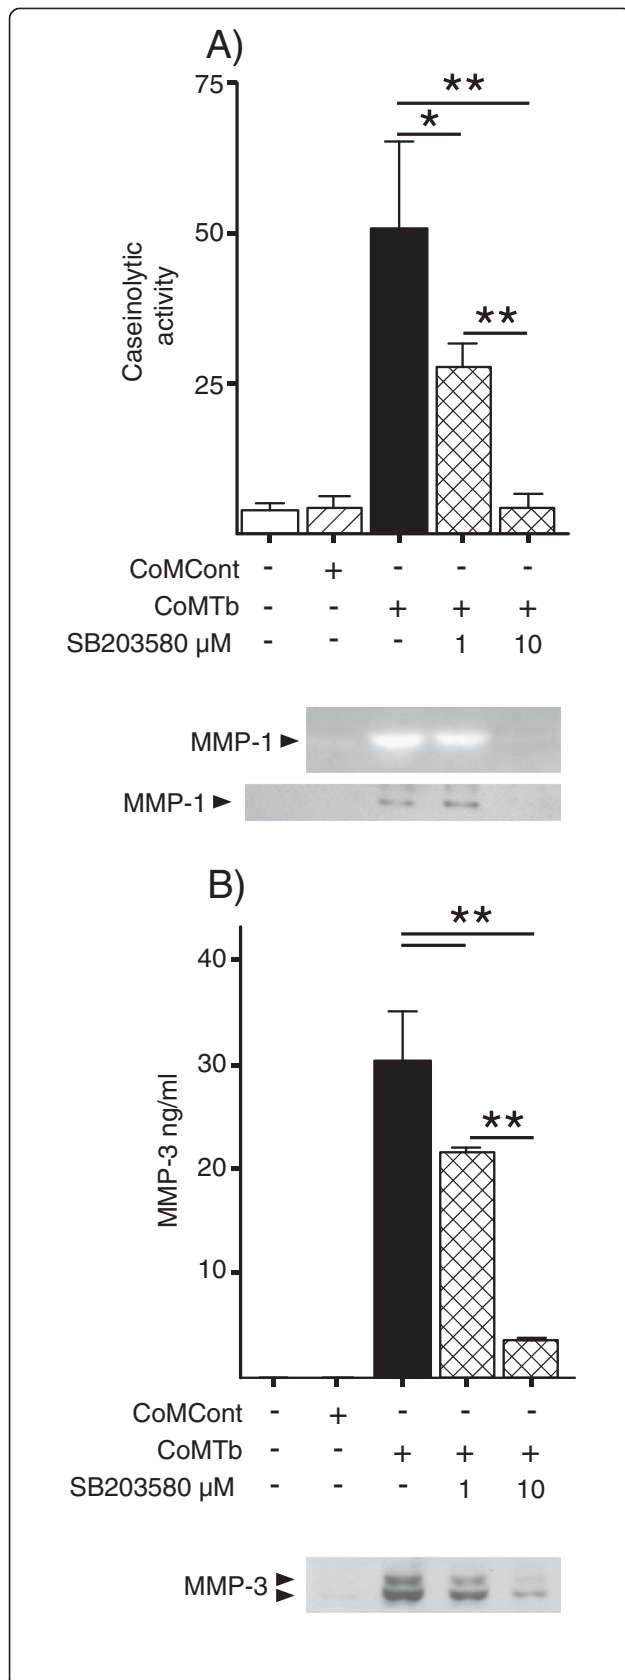 A)
75
**
*
50
**
Caseinolytic
activity
25
CoMCont - + - - -
CoMTb - - + + +
SB203580 µM - - - 1 10
MMP-1
MMP-1
B)
**
40
30
**
MMP-3 ng/ml
20
10
CoMCont - + - - -
CoMTb - - + + +
SB203580 µM - - - 1 10
MMP-3